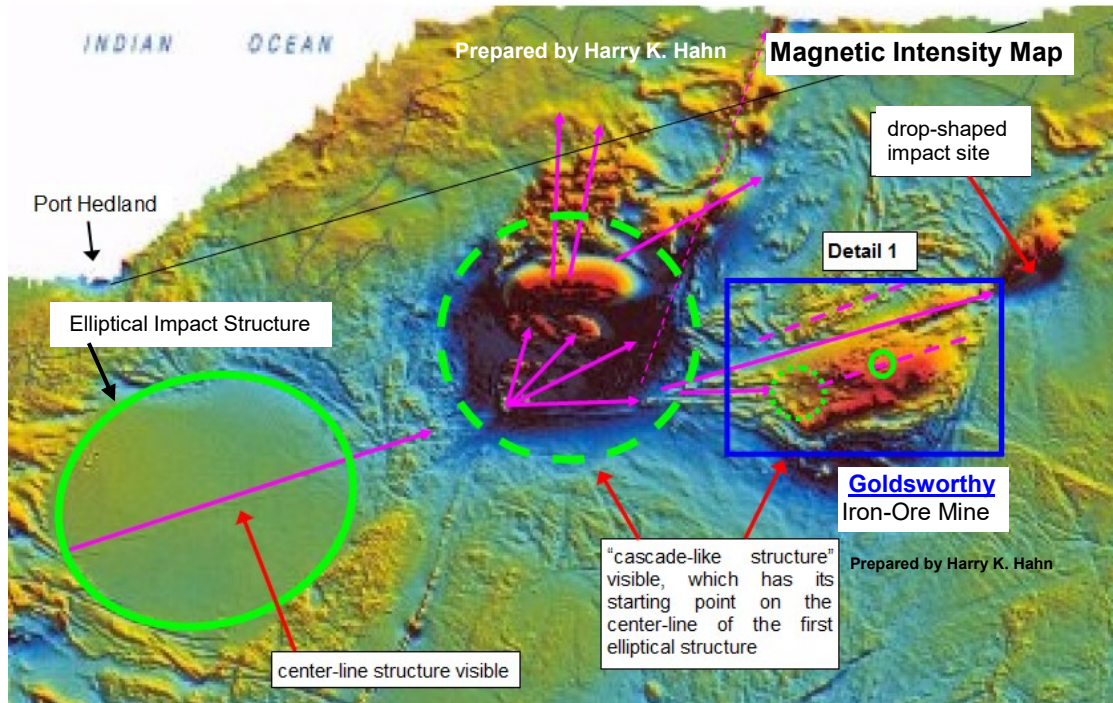 INDIAN OCEAN
Prepared by Harry K. Hahn
Magnetic Intensity Map
drop-shaped
impact site
Port Hedland
Detail 1
Elliptical Impact Structure
Goldsworthy
Iron-Ore Mine
“cascade-like structure”
visible, which has its
starting point on the
center-line of the first
elliptical structure
Prepared by Harry K. Hahn
center-line structure visible